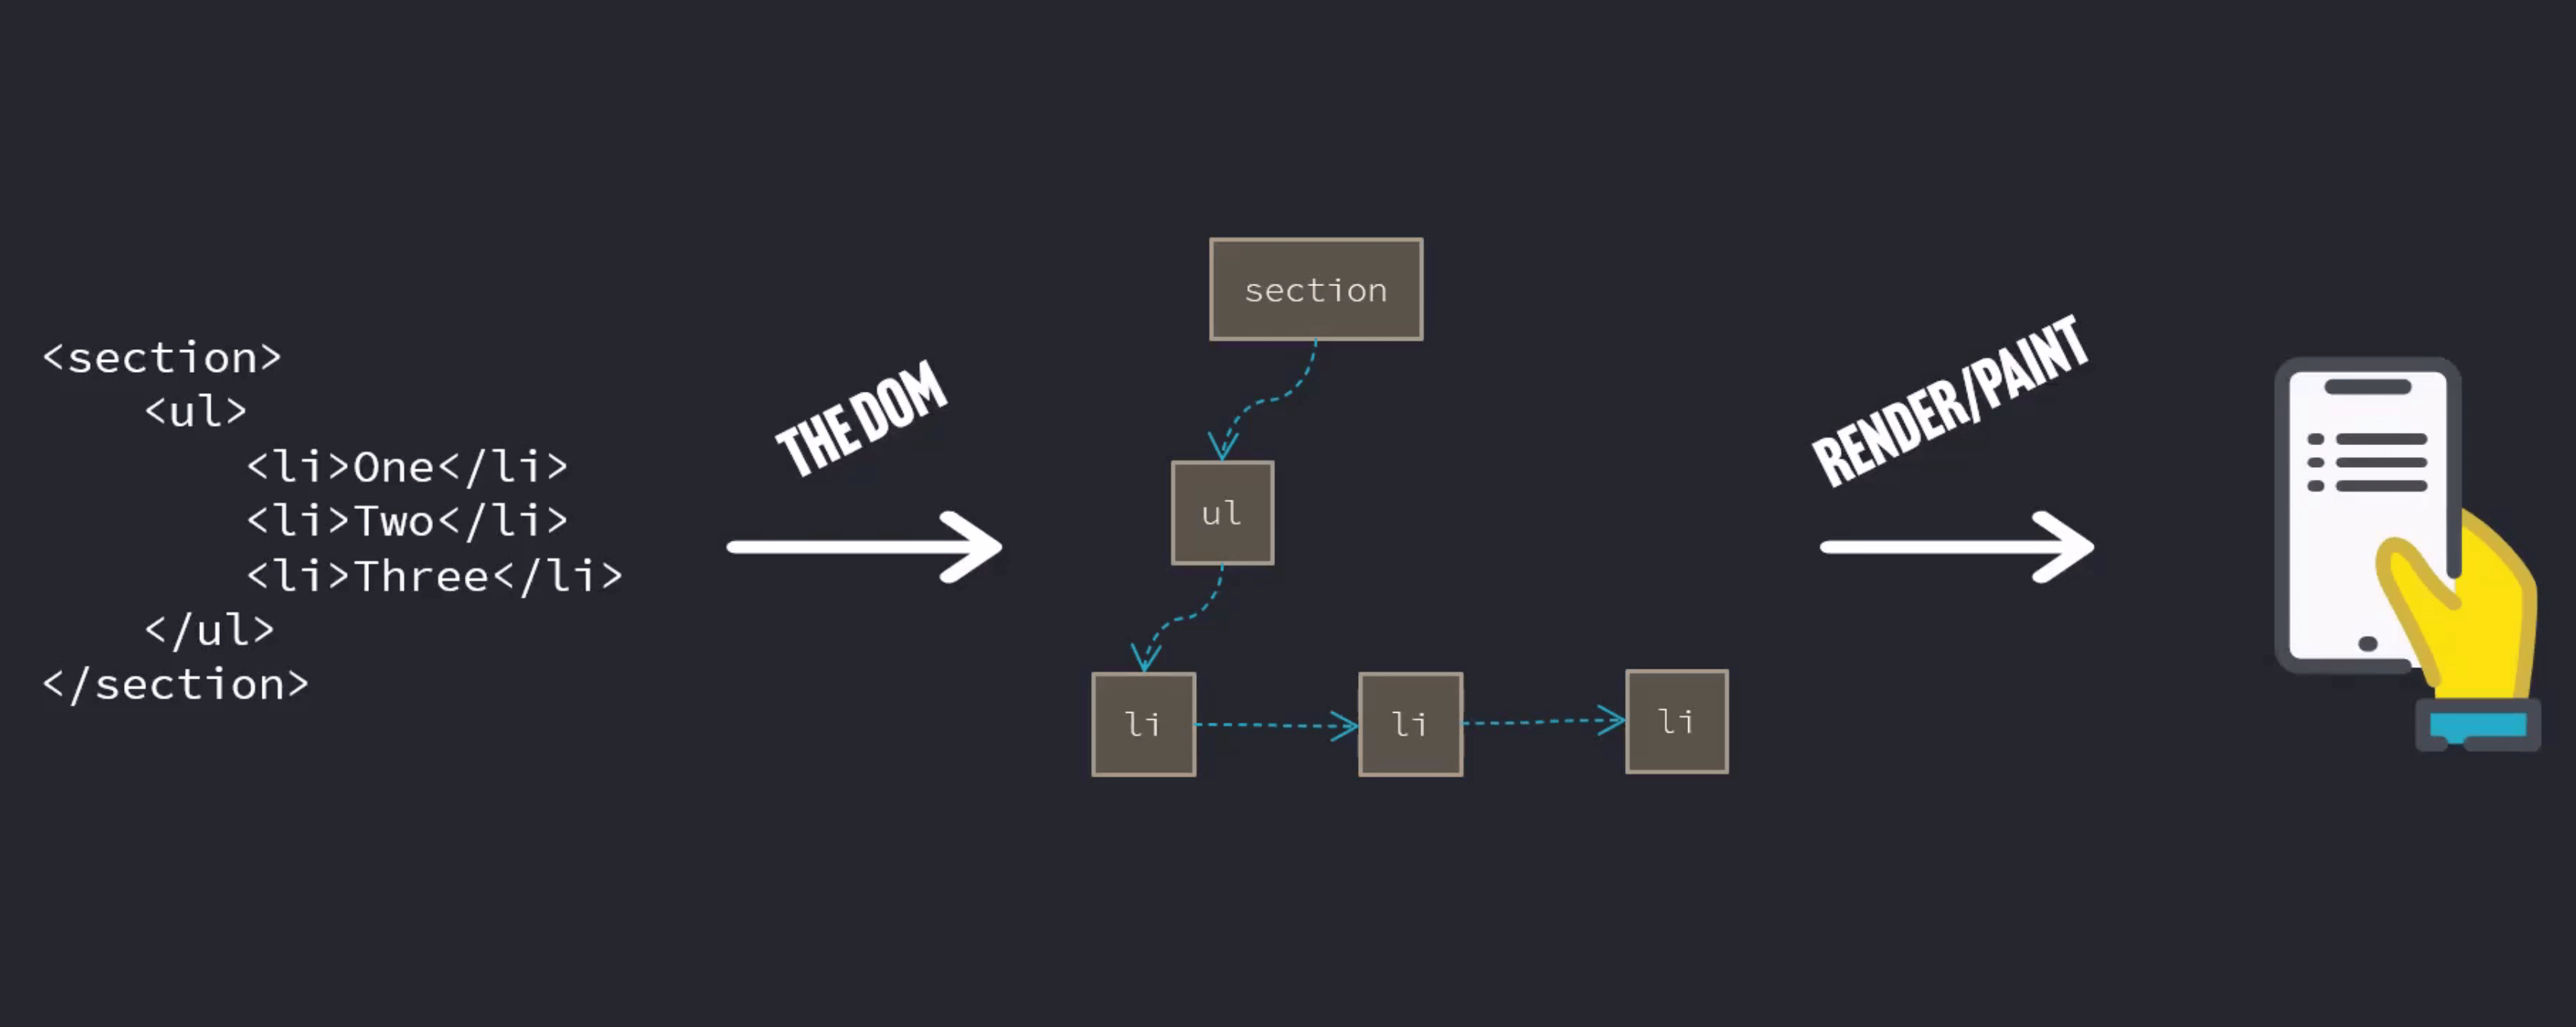 <section>
<ul>
<li>One</li>
<li>Two</li>
<li>Three</li>
</ul>
</section>
THE DOM
section
ul
li
li
li
RENDER/PAINT